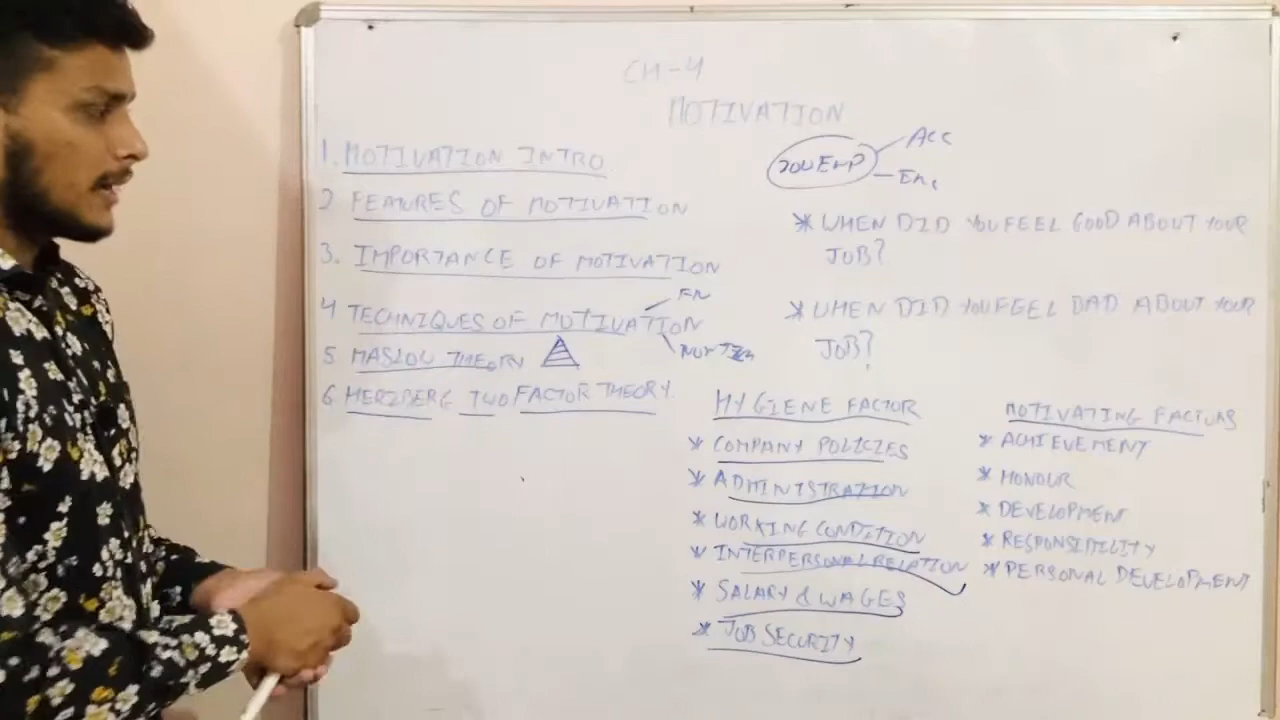 CH-4
MOTIVATION
1. MOTIVATION INTRO
2 FEATURES OF MOTIVATION
3. IMPORTANCE OF MOTIVATION
4 TECHNIQUES OF MOTIVATION
FN
5 MASLOW THEORY
6 HERZBERG TWO FACTOR THEORY.
200 EMP
ACC
* WHEN DID YOU FEEL GOOD ABOUT YOUR
JOB?
* WHEN DID YOU FEEL BAD ABOUT YOUR
JOB?
HYGIENE FACTOR
* COMPANY POLICIES
* ADMINISTRATION
* WORKING CONDITION
* INTERPERSONAL RELATION
* SALARY & WAGES
* JOB SECURITY
MOTIVATING FACTORS
* ACHIEVEMENT
* HONOUR
* DEVELOPMENT
* RESPONSIBILITY
* PERSONAL DEVELOPMENT